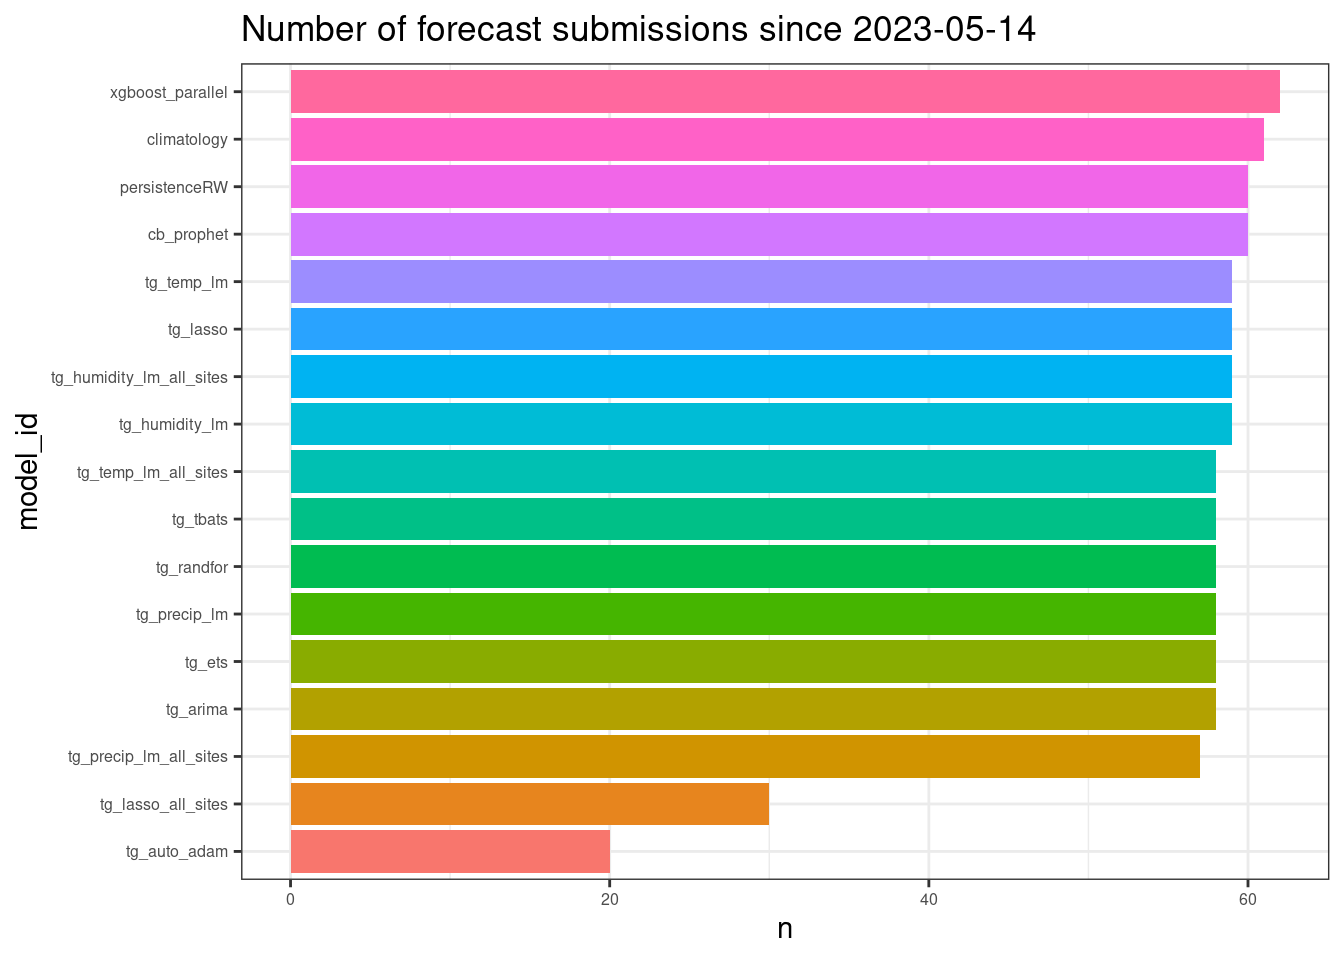 Number of forecast submissions since 2023-05-14
xgboost_parallel
climatology
persistenceRW
cb_prophet
tg_temp_lm
tg_lasso
tg_humidity_lm_all_sites
tg_humidity_lm
tg_temp_lm_all_sites
tg_tbats
tg_randfor
tg_precip_lm
tg_ets
tg_arima
tg_precip_lm_all_sites
tg_lasso_all_sites
tg_auto_adam
model_id
0 20 40 60
n